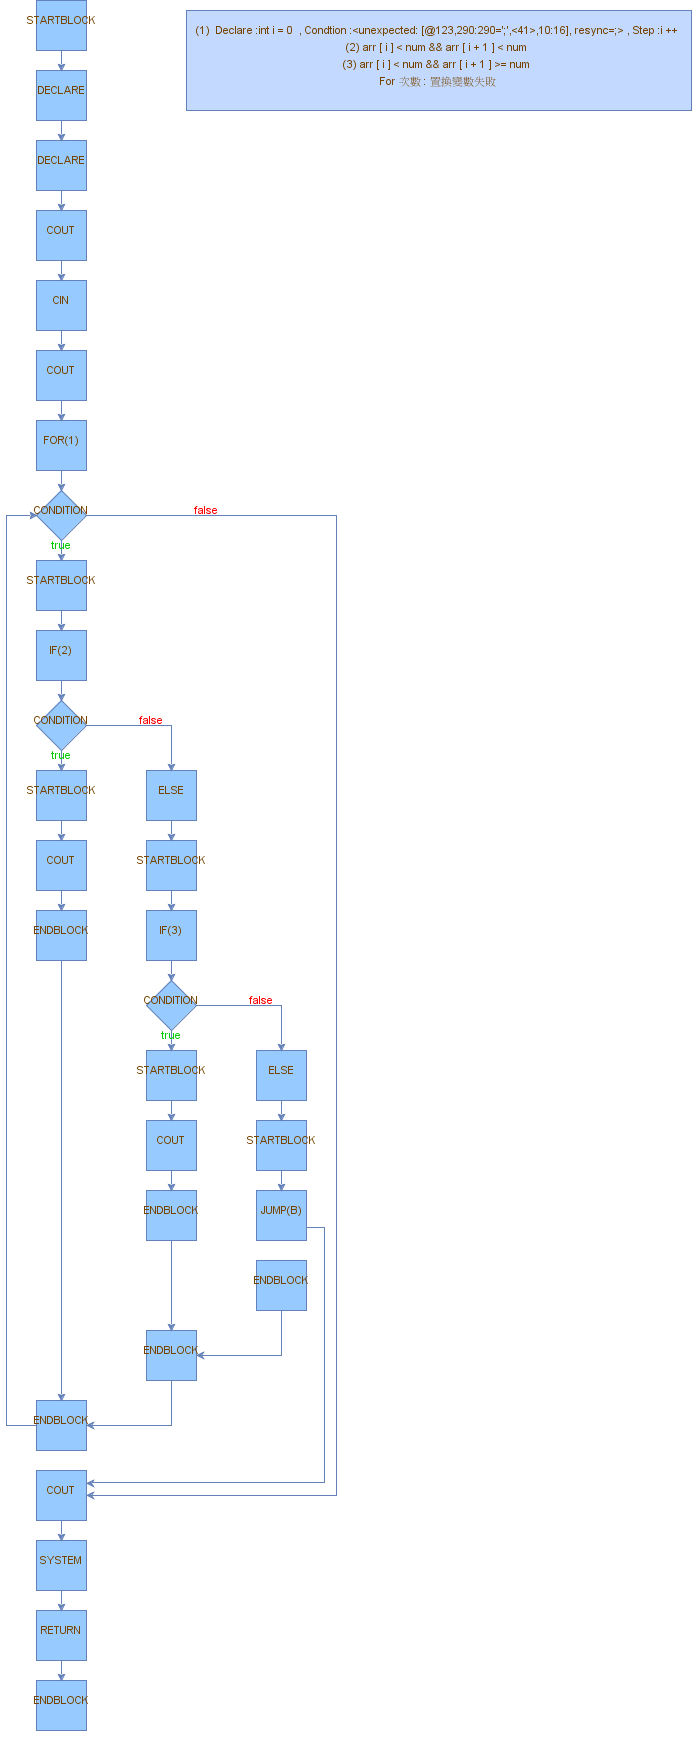 STARTBLOCK
(1) Declare :int i = 0 , Condtion :<unexpected: [@123,290:290=';',<41>,10:16], resync=;> , Step :i ++
(2) arr [ i ] < num && arr [ i + 1 ] < num
(3) arr [ i ] < num && arr [ i + 1 ] >= num
For 次數 : 置換變數失敗
DECLARE
DECLARE
COUT
CIN
COUT
FOR(1)
CONDITION
false
true
STARTBLOCK
IF(2)
CONDITION
false
true
STARTBLOCK
ELSE
COUT
STARTBLOCK
ENDBLOCK
IF(3)
CONDITION
false
true
STARTBLOCK
ELSE
COUT
STARTBLOCK
ENDBLOCK
JUMP(B)
ENDBLOCK
ENDBLOCK
ENDBLOCK
COUT
SYSTEM
RETURN
ENDBLOCK